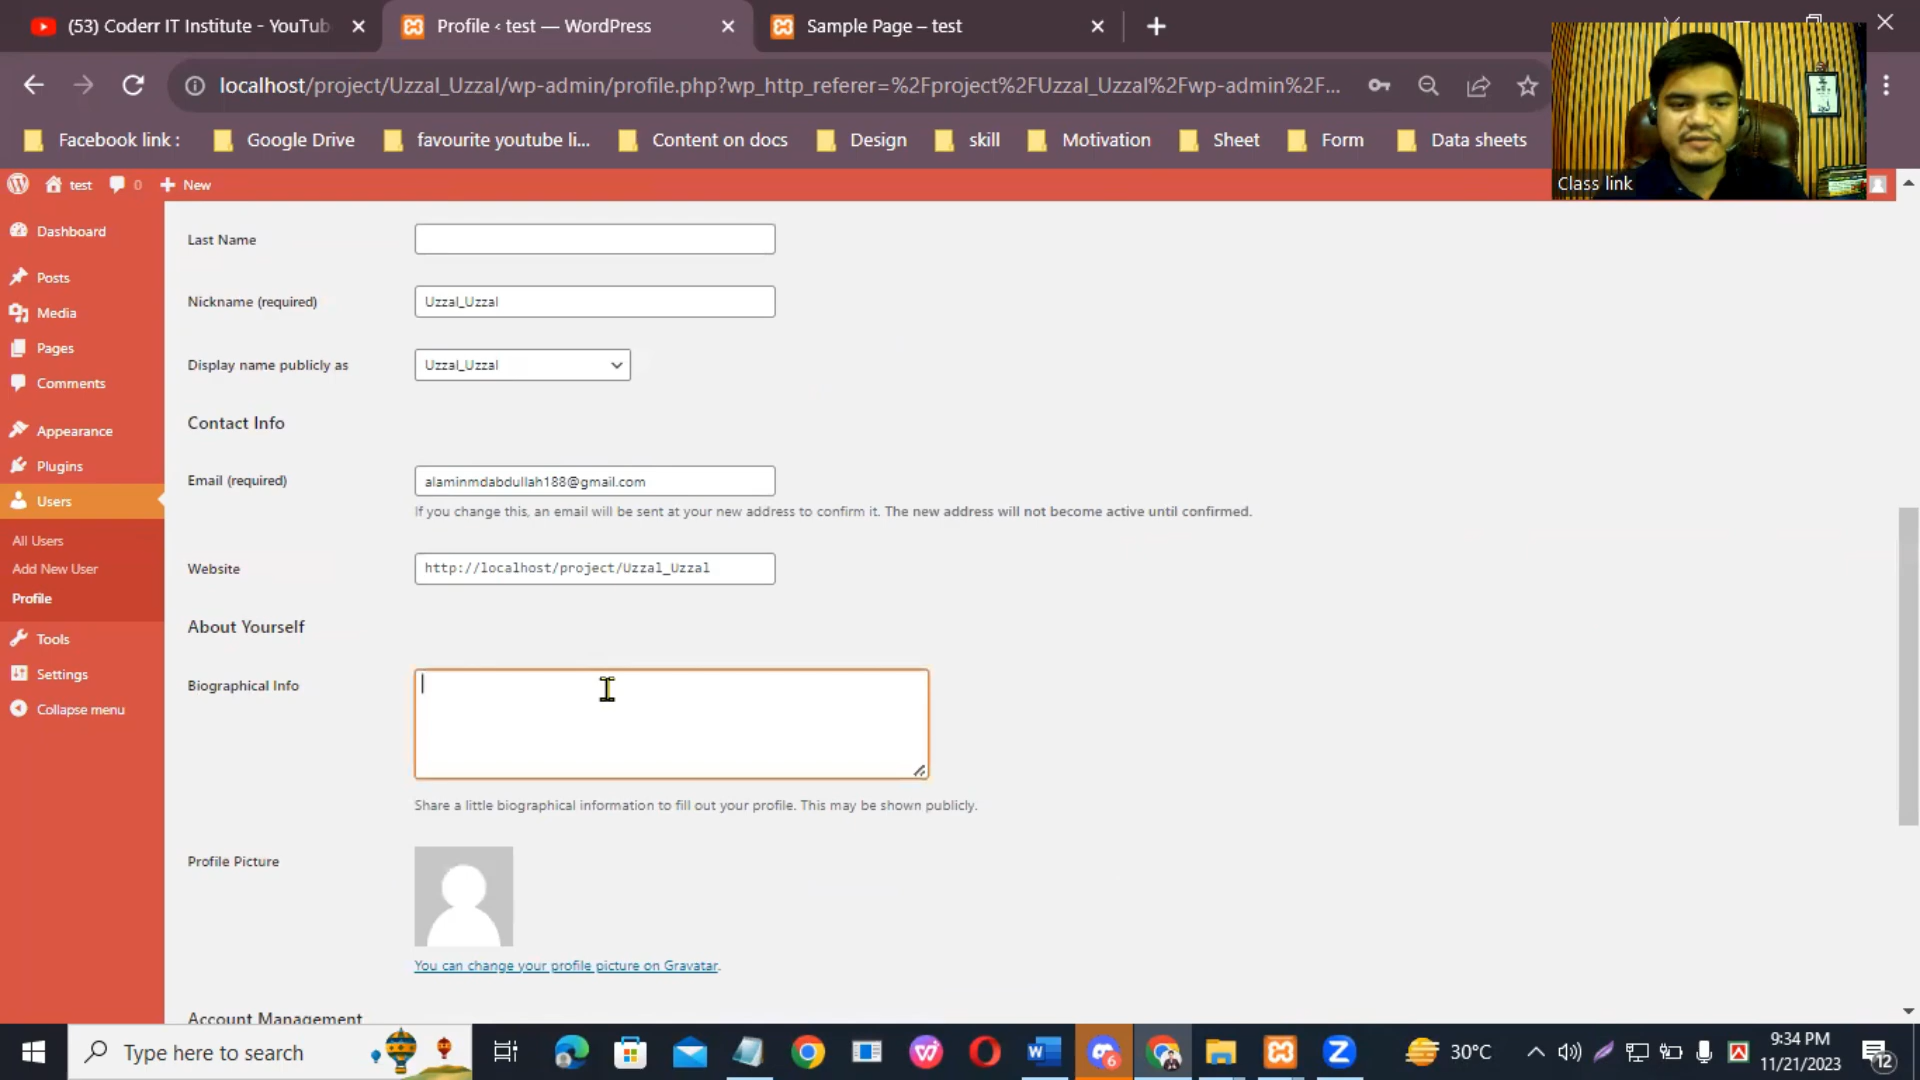 (53) Coderr IT Institute - YouTub
Profile ‹ test — WordPress
Sample Page – test
localhost/project/Uzzal_Uzzal/wp-admin/profile.php?wp_http_referer=%2Fproject%2FUzzal_Uzzal%2Fwp-admin%2F...
Facebook link :
Google Drive
favourite youtube li...
Content on docs
Design
skill
Motivation
Sheet
Form
Data sheets
Class link
test
0
New
Dashboard
Posts
Media
Pages
Comments
Appearance
Plugins
Users
All Users
Add New User
Profile
Tools
Settings
Collapse menu
Last Name
Nickname (required)
Uzzal_Uzzal
Display name publicly as
Uzzal_Uzzal
Contact Info
Email (required)
alaminmdabdullah188@gmail.com
If you change this, an email will be sent at your new address to confirm it. The new address will not become active until confirmed.
Website
http://localhost/project/Uzzal_Uzzal
About Yourself
Biographical Info
Share a little biographical information to fill out your profile. This may be shown publicly.
Profile Picture
You can change your profile picture on Gravatar.
Account Management
Type here to search
6
30°C
9:34 PM
11/21/2023
12